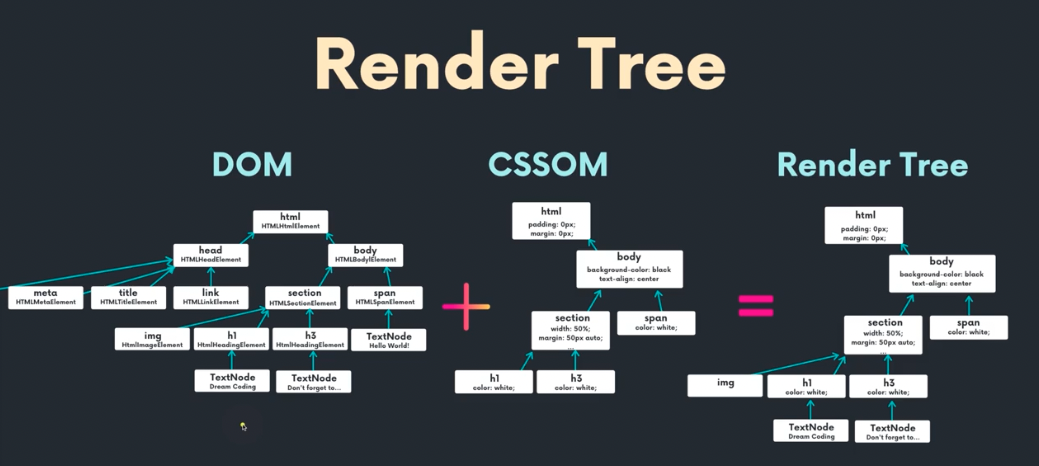 Render Tree
DOM
CSSOM
Render Tree
html
HTMLHtmlElement
head
HTMLHeadElement
body
HTMLBodylElement
meta
HTMLMetaElement
title
HTMLTitleElement
link
HTMLLinkElement
section
HTMLSectionElement
span
HTMLSpanElement
img
HtmlImageElement
h1
HtmlHeadingElement
h3
HtmlHeadingElement
TextNode
Hello World!
TextNode
Dream Coding
TextNode
Don't forget to...
+
html
padding: 0px;
margin: 0px;
body
background-color: black
text-align: center
section
width: 50%;
margin: 50px auto;
...
span
color: white;
h1
color: white;
h3
color: white;
=
html
padding: 0px;
margin: 0px;
body
background-color: black
text-align: center
section
width: 50%;
margin: 50px auto;
...
span
color: white;
img
h1
color: white;
h3
color: white;
TextNode
Dream Coding
TextNode
Don't forget to...